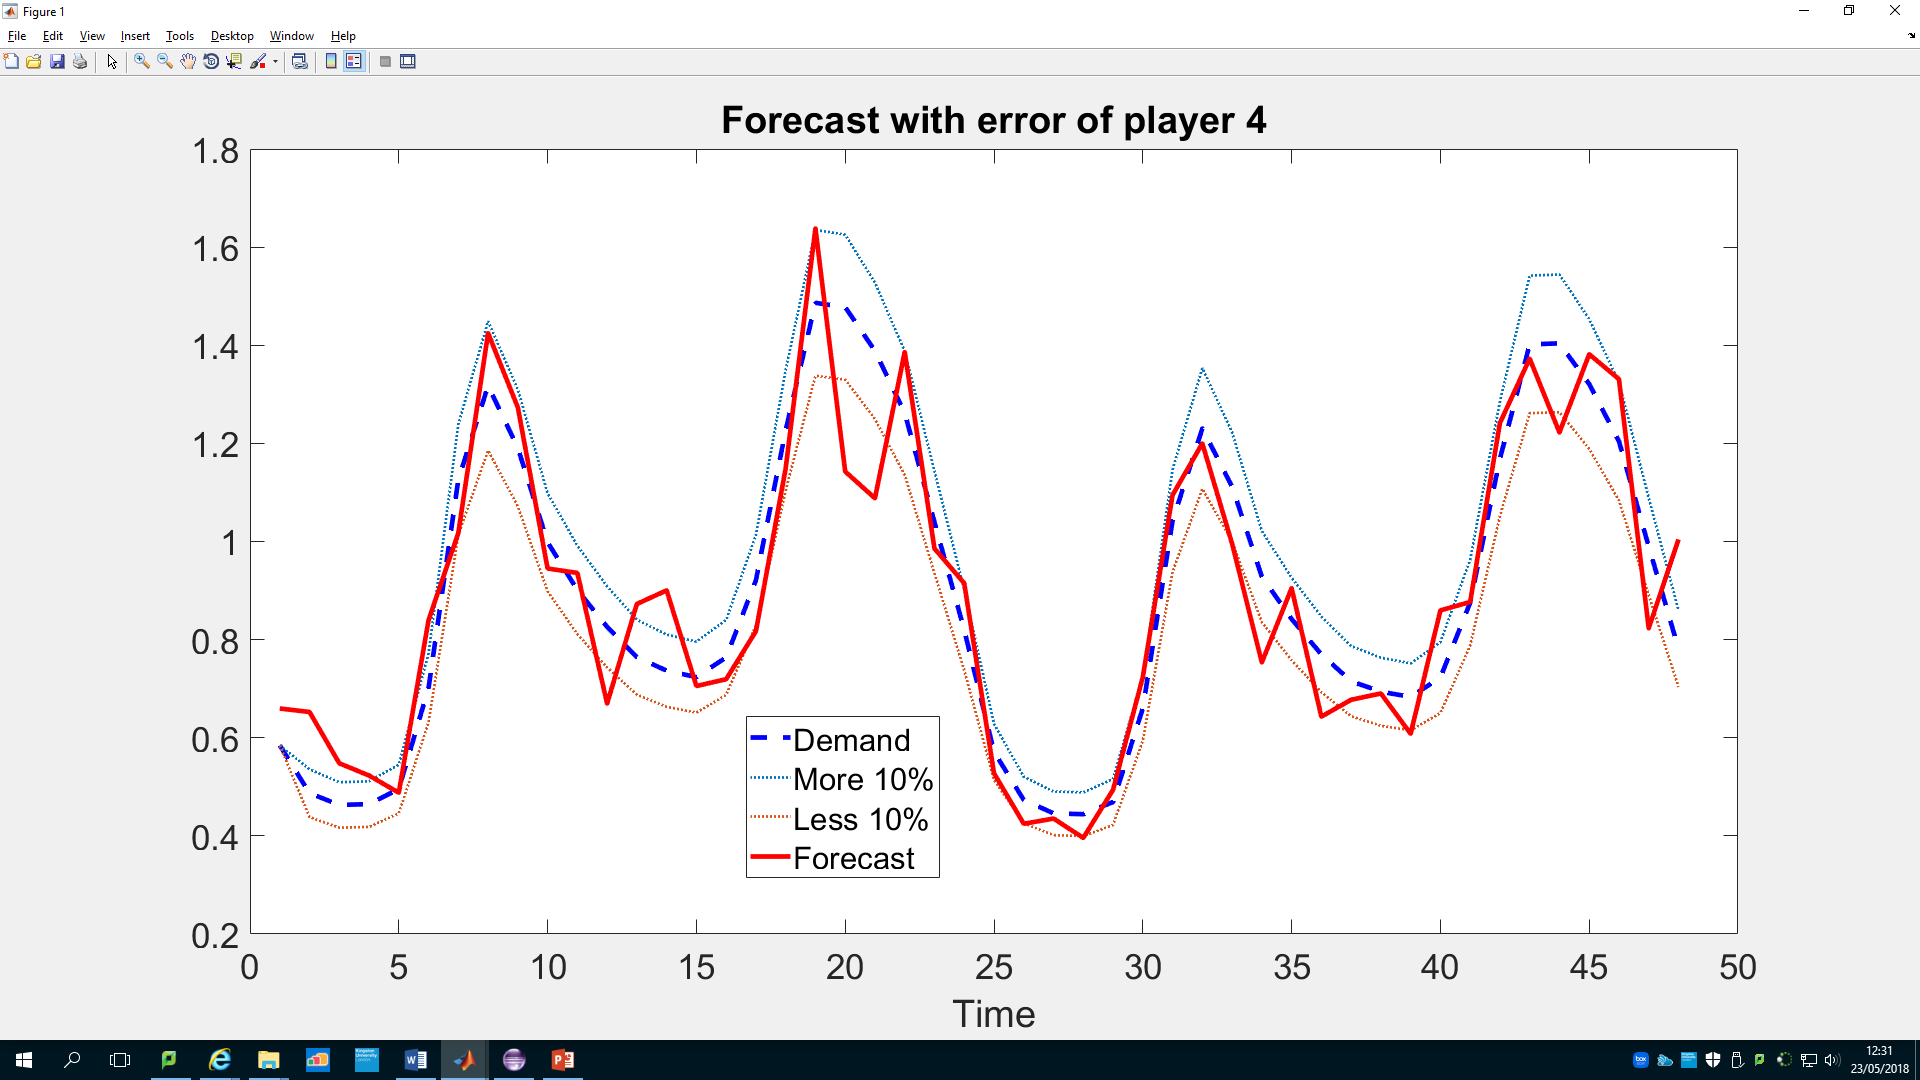 Figure 1
File Edit View Insert Tools Desktop Window Help
Forecast with error of player 4
1.8
1.6
1.4
1.2
1
0.8
0.6
0.4
0.2
Demand
More 10%
Less 10%
Forecast
0 5 10 15 20 25 30 35 40 45 50
Time
12:31
23/05/2018